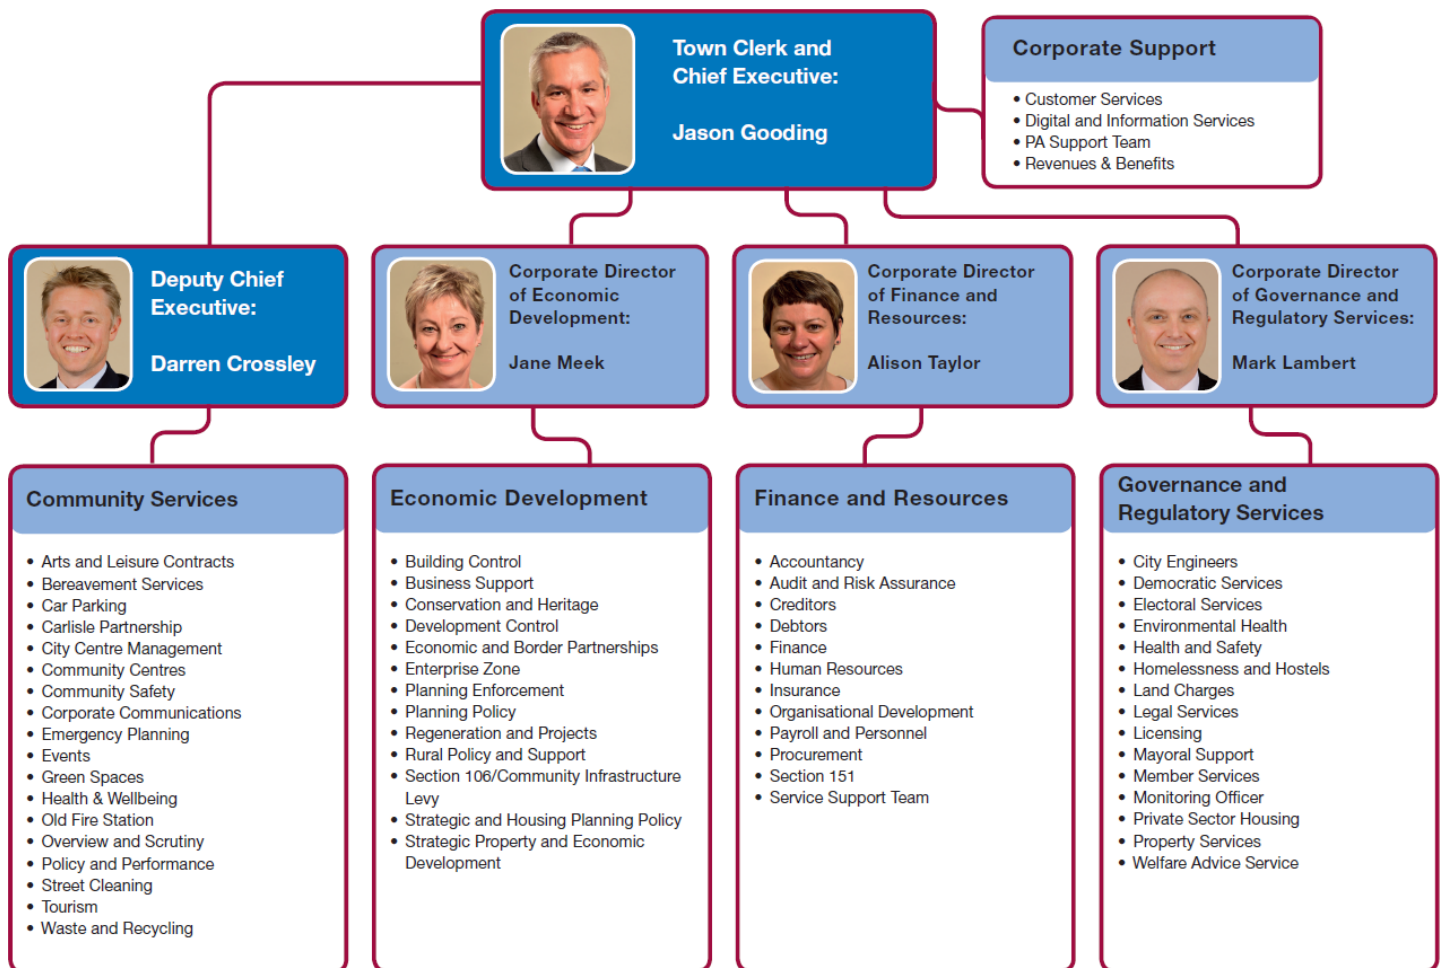 Town Clerk and
Chief Executive:
Jason Gooding
Corporate Support
• Customer Services
• Digital and Information Services
• PA Support Team
• Revenues & Benefits
Deputy Chief
Executive:
Darren Crossley
Corporate Director
of Economic
Development:
Jane Meek
Corporate Director
of Finance and
Resources:
Alison Taylor
Corporate Director
of Governance and
Regulatory Services:
Mark Lambert
Community Services
• Arts and Leisure Contracts
• Bereavement Services
• Car Parking
• Carlisle Partnership
• City Centre Management
• Community Centres
• Community Safety
• Corporate Communications
• Emergency Planning
• Events
• Green Spaces
• Health & Wellbeing
• Old Fire Station
• Overview and Scrutiny
• Policy and Performance
• Street Cleaning
• Tourism
• Waste and Recycling
Economic Development
• Building Control
• Business Support
• Conservation and Heritage
• Development Control
• Economic and Border Partnerships
• Enterprise Zone
• Planning Enforcement
• Planning Policy
• Regeneration and Projects
• Rural Policy and Support
• Section 106/Community Infrastructure
Levy
• Strategic and Housing Planning Policy
• Strategic Property and Economic
Development
Finance and Resources
• Accountancy
• Audit and Risk Assurance
• Creditors
• Debtors
• Finance
• Human Resources
• Insurance
• Organisational Development
• Payroll and Personnel
• Procurement
• Section 151
• Service Support Team
Governance and
Regulatory Services
• City Engineers
• Democratic Services
• Electoral Services
• Environmental Health
• Health and Safety
• Homelessness and Hostels
• Land Charges
• Legal Services
• Licensing
• Mayoral Support
• Member Services
• Monitoring Officer
• Private Sector Housing
• Property Services
• Welfare Advice Service